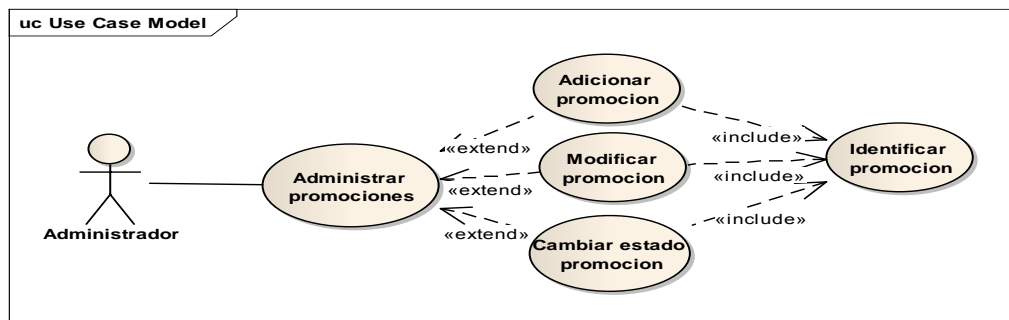 uc Use Case Model
Adicionar
promocion
«extend»
«include»
Administrador
Administrar
promociones
Modificar
promocion
«extend»
«include»
Identificar
promocion
Cambiar estado
promocion
«extend»
«include»